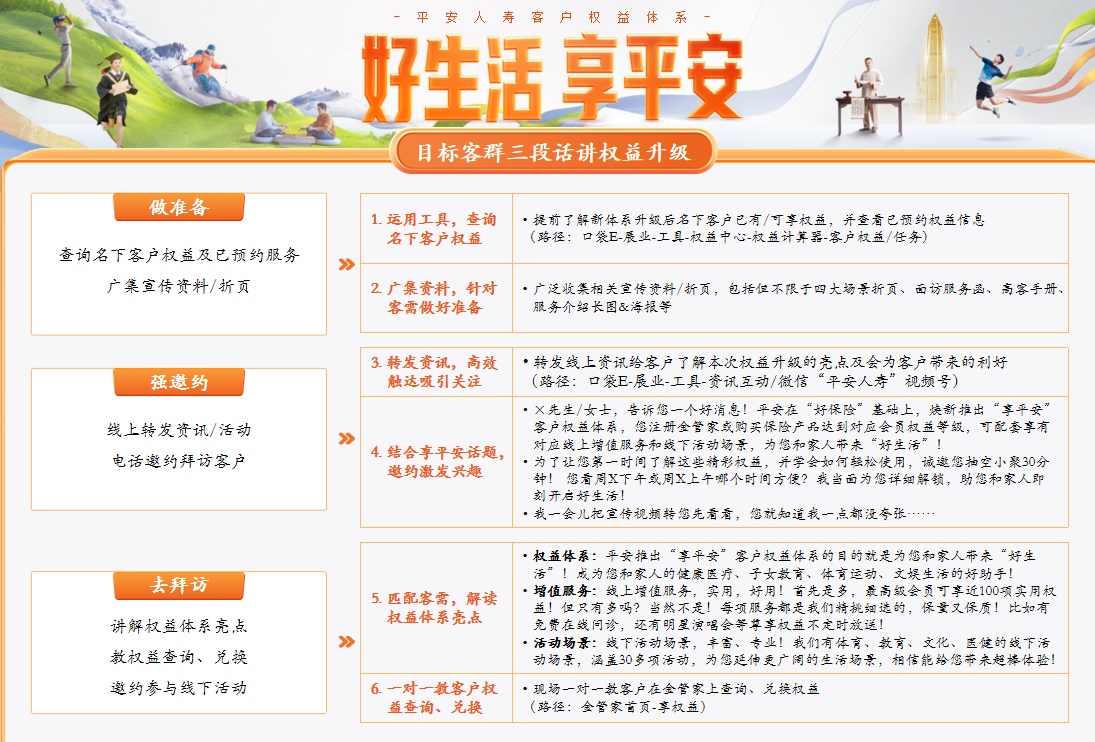 - 平安人寿客户权益体系 -
好生活 享平安
目标客群三段话讲权益升级
做准备
查询名下客户权益及已预约服务
广集宣传资料/折页
1. 运用工具，查询
名下客户权益
• 提前了解新体系升级后名下客户已有/可享权益，并查看已预约权益信息
（路径：口袋E-展业-工具-权益中心-权益计算器-客户权益/任务）
2. 广集资料，针对
客需做好准备
• 广泛收集相关宣传资料/折页，包括但不限于四大场景折页、面访服务函、高客手册、
服务介绍长图&海报等
强邀约
线上转发资讯/活动
电话邀约拜访客户
3. 转发资讯，高效
触达吸引关注
• 转发线上资讯给客户了解本次权益升级的亮点及会为客户带来的利好
（路径：口袋E-展业-工具-资讯互动/微信“平安人寿”视频号）
4. 结合享平安话题，
邀约激发兴趣
• ×先生/女士，告诉您一个好消息！平安在“好保险”基础上，焕新推出“享平安”
客户权益体系，您注册金管家或购买保险产品达到对应会员权益等级，可配套享有
对应线上增值服务和线下活动场景，为您和家人带来“好生活”！
• 为了让您第一时间了解这些精彩权益，并学会如何轻松使用，诚邀您抽空小聚30分
钟！ 您看周X下午或周X上午哪个时间方便？我当面为您详细解锁，助您和家人即
刻开启好生活！
• 我一会儿把宣传视频转您先看看，您就知道我一点都没夸张……
去拜访
讲解权益体系亮点
教权益查询、兑换
邀约参与线下活动
5. 匹配客需，解读
权益体系亮点
• 权益体系：平安推出“享平安”客户权益体系的目的就是为您和家人带来“好生
活”！成为您和家人的健康医疗、子女教育、体育运动、文娱生活的好助手！
• 增值服务：线上增值服务，实用，好用！首先是多，最高级会员可享近100项实用权
益！但只有多吗？当然不是！每项服务都是我们精挑细选的，保量又保质！比如有
免费在线问诊，还有明星演唱会等尊享权益不定时放送！
• 活动场景：线下活动场景，丰富、专业！我们有体育、教育、文化、医健的线下活
动场景，涵盖30多项活动，为您延伸更广阔的生活场景，相信能给您带来超棒体验！
6. 一对一教客户权
益查询、兑换
• 现场一对一教客户在金管家上查询、兑换权益
（路径：金管家首页-享权益）